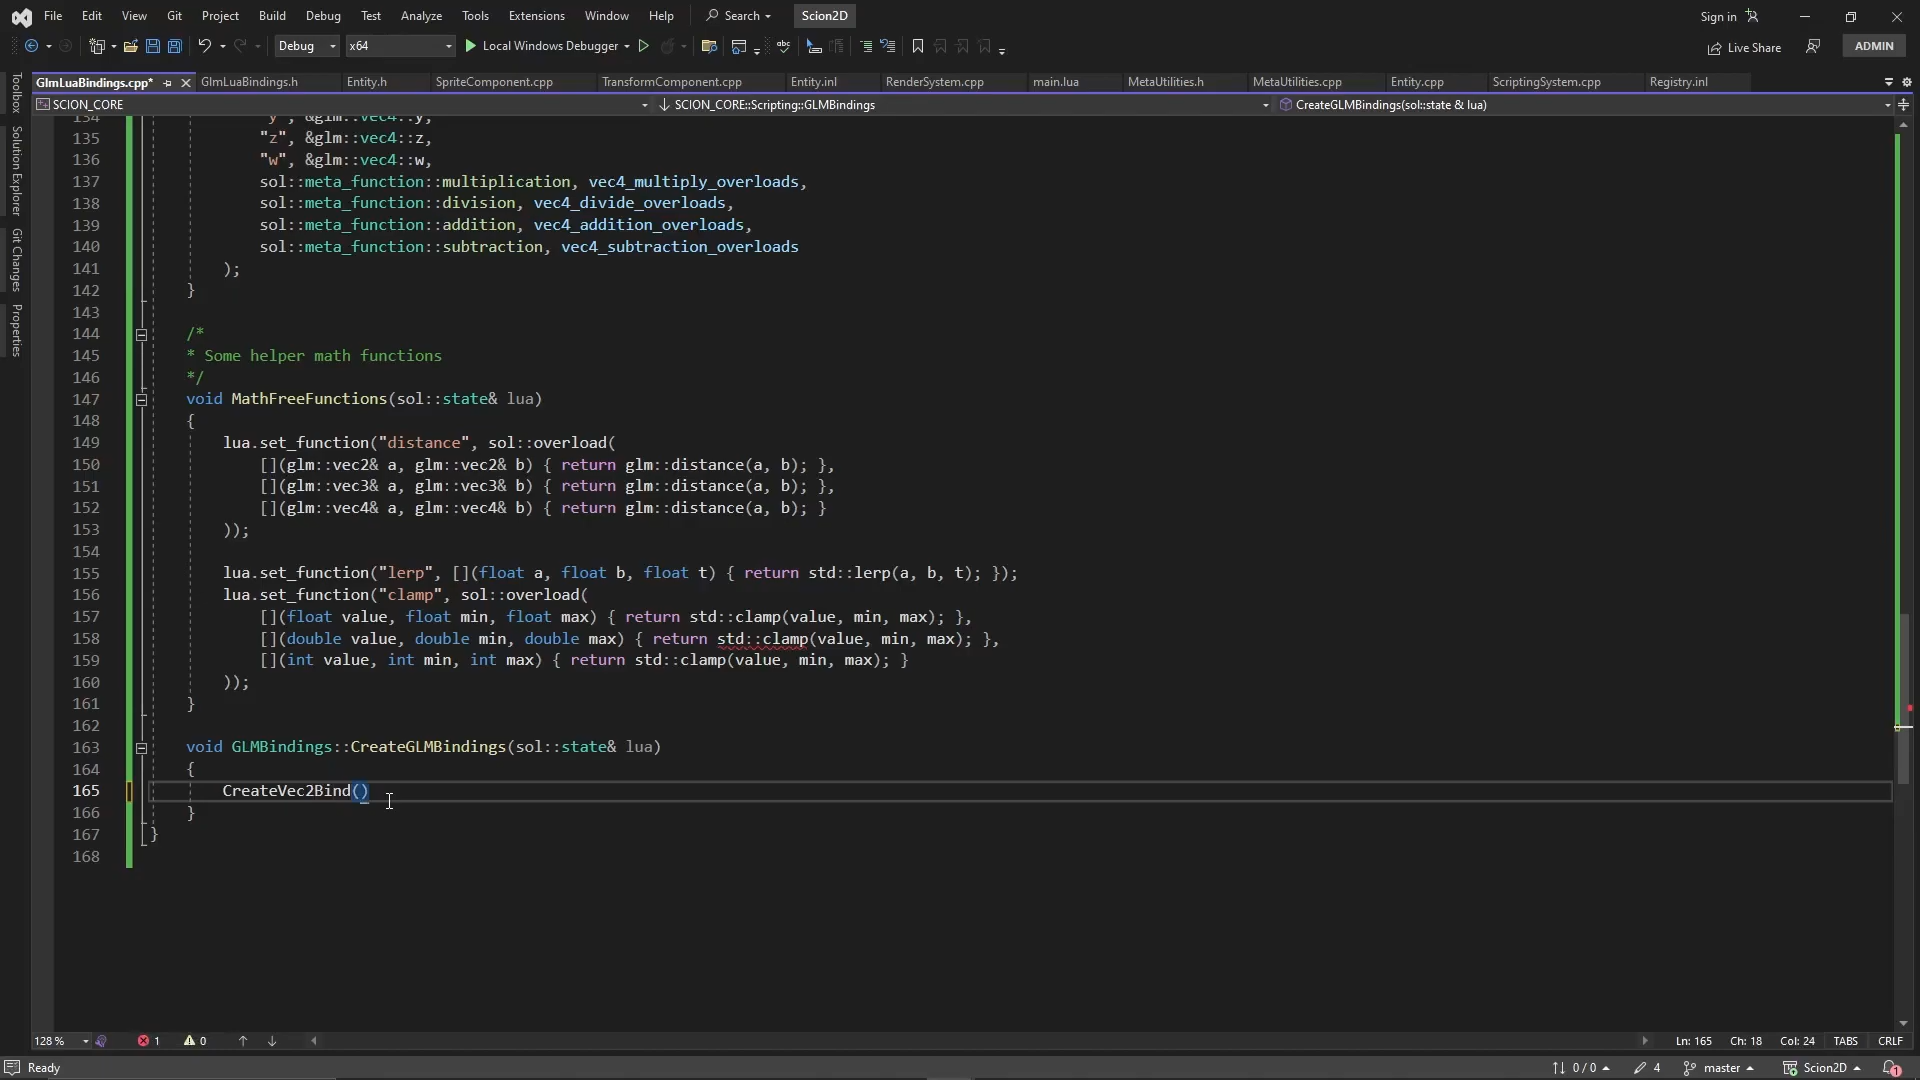 File Edit View Git Project Build Debug Test Analyze Tools Extensions Window Help Search Scion2D Sign in
Debug x64 Local Windows Debugger Live Share ADMIN
GlmLuaBindings.cpp* GlmLuaBindings.h Entity.h SpriteComponent.cpp TransformComponent.cpp Entity.inl RenderSystem.cpp main.lua MetaUtilities.h MetaUtilities.cpp Entity.cpp ScriptingSystem.cpp Registry.inl
SCION_CORE SCION_CORE::Scripting::GLMBindings CreateGLMBindings(sol::state & lua)
Toolbox
Solution Explorer
Git Changes
Properties
134 "y", &glm::vec4::y,
135 "z", &glm::vec4::z,
136 "w", &glm::vec4::w,
137 sol::meta_function::multiplication, vec4_multiply_overloads,
138 sol::meta_function::division, vec4_divide_overloads,
139 sol::meta_function::addition, vec4_addition_overloads,
140 sol::meta_function::subtraction, vec4_subtraction_overloads
141 );
142 }
143
144 /*
145 * Some helper math functions
146 */
147 void MathFreeFunctions(sol::state& lua)
148 {
149 lua.set_function("distance", sol::overload(
150 [](glm::vec2& a, glm::vec2& b) { return glm::distance(a, b); },
151 [](glm::vec3& a, glm::vec3& b) { return glm::distance(a, b); },
152 [](glm::vec4& a, glm::vec4& b) { return glm::distance(a, b); }
153 ));
154
155 lua.set_function("lerp", [](float a, float b, float t) { return std::lerp(a, b, t); });
156 lua.set_function("clamp", sol::overload(
157 [](float value, float min, float max) { return std::clamp(value, min, max); },
158 [](double value, double min, double max) { return std::clamp(value, min, max); },
159 [](int value, int min, int max) { return std::clamp(value, min, max); }
160 ));
161 }
162
163 void GLMBindings::CreateGLMBindings(sol::state& lua)
164 {
165 CreateVec2Bind()
166 }
167 }
168
128 % 1 0 Ln: 165 Ch: 18 Col: 24 TABS CRLF
Ready 0 / 0 4 master Scion2D 1